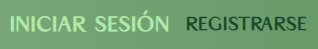 INICIAR SESIÓN REGISTRARSE